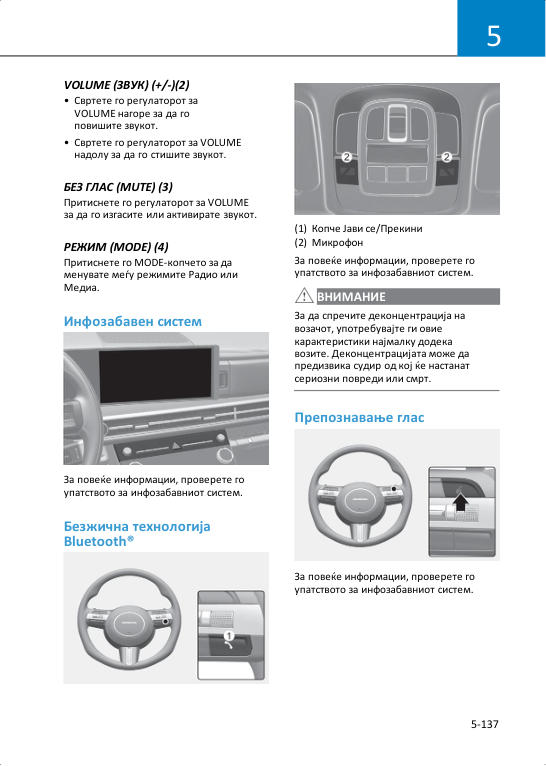 5
VOLUME (ЗВУК) (+/-)(2)
• Свртете го регулаторот за
VOLUME нагоре за да го
повишите звукот.
• Свртете го регулаторот за VOLUME
надолу за да го стишите звукот.
БЕЗ ГЛАС (MUTE) (3)
Притиснете го регулаторот за VOLUME
за да го изгасите или активирате звукот.
РЕЖИМ (MODE) (4)
Притиснете го MODE-копчето за да
менувате меѓу режимите Радио или
Медиа.
Инфозабавен систем
За повеќе информации, проверете го
упатството за инфозабавниот систем.
Безжична технологија
Bluetooth®
1
2 2
(1) Копче Јави се/Прекини
(2) Микрофон
За повеќе информации, проверете го
упатството за инфозабавниот систем.
ВНИМАНИЕ
За да спречите деконцентрација на
возачот, употребувајте ги овие
карактеристики најмалку додека
возите. Деконцентрацијата може да
предизвика судир од кој ќе настанат
сериозни повреди или смрт.
Препознавање глас
За повеќе информации, проверете го
упатството за инфозабавниот систем.
5-137